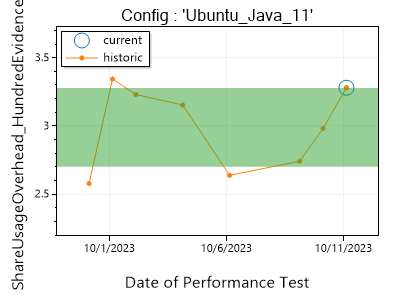 Config : 'Ubuntu_Java_11'
current
historic
3.5
3
2.5
ShareUsageOverhead_HundredEvidence
10/1/2023
10/6/2023
10/11/2023
Date of Performance Test